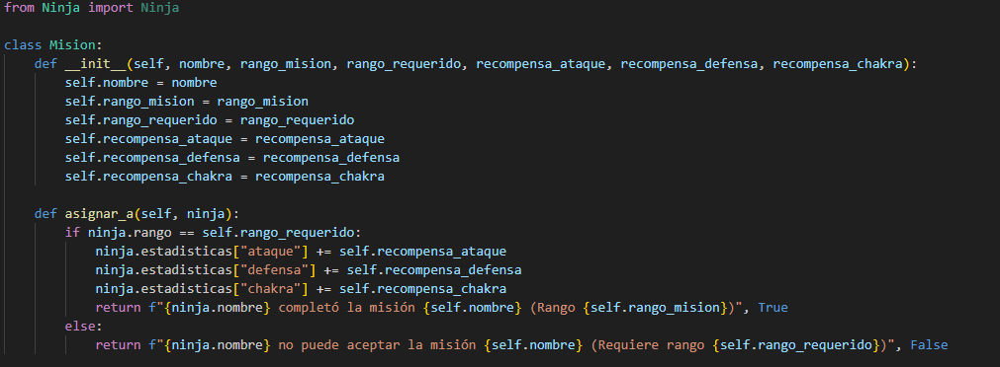 from Ninja import Ninja

class Mision:
    def __init__(self, nombre, rango_mision, rango_requerido, recompensa_ataque, recompensa_defensa, recompensa_chakra):
        self.nombre = nombre
        self.rango_mision = rango_mision
        self.rango_requerido = rango_requerido
        self.recompensa_ataque = recompensa_ataque
        self.recompensa_defensa = recompensa_defensa
        self.recompensa_chakra = recompensa_chakra

    def asignar_a(self, ninja):
        if ninja.rango == self.rango_requerido:
            ninja.estadisticas["ataque"] += self.recompensa_ataque
            ninja.estadisticas["defensa"] += self.recompensa_defensa
            ninja.estadisticas["chakra"] += self.recompensa_chakra
            return f"{ninja.nombre} completó la misión {self.nombre} (Rango {self.rango_mision})", True
        else:
            return f"{ninja.nombre} no puede aceptar la misión {self.nombre} (Requiere rango {self.rango_requerido})", False